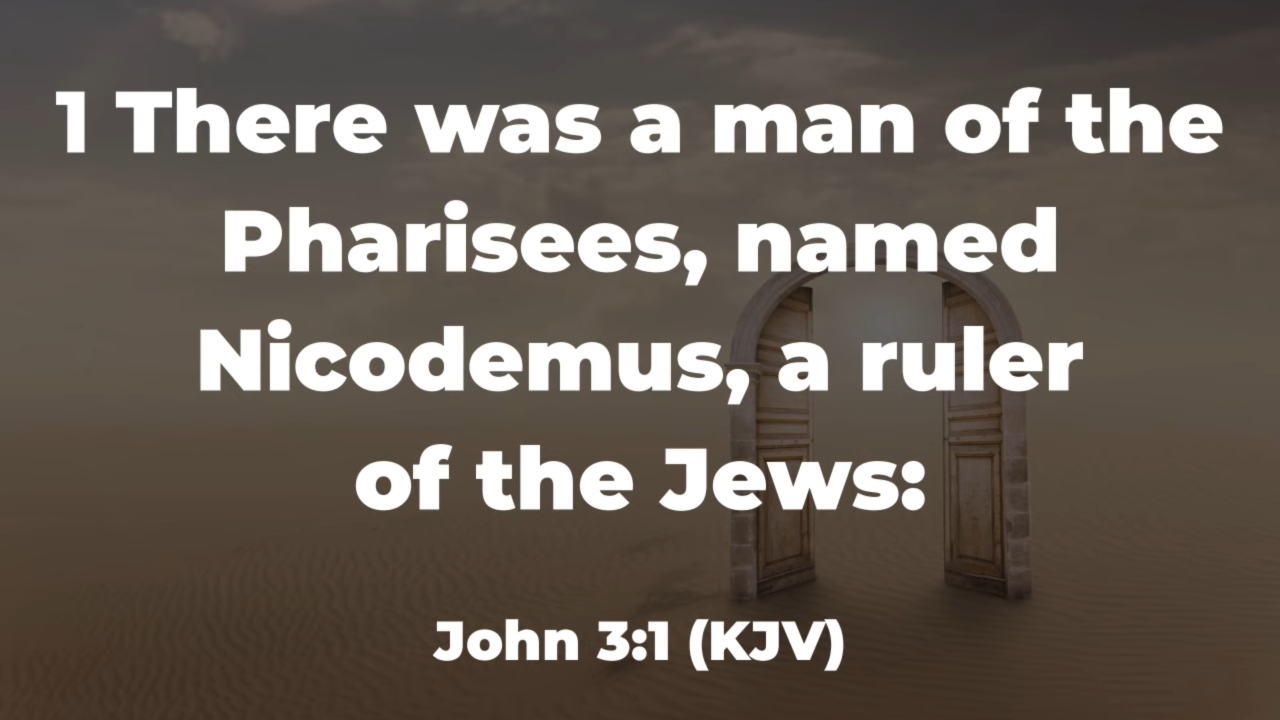 1 There was a man of the
Pharisees, named
Nicodemus, a ruler
of the Jews:
John 3:1 (KJV)